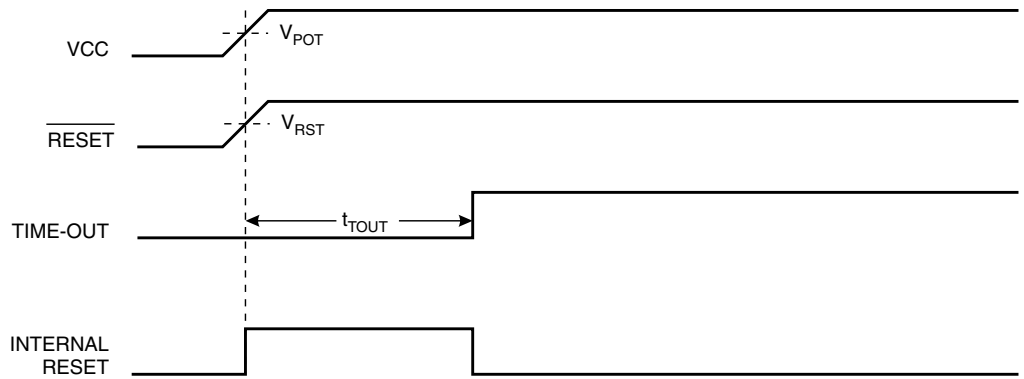 VCC
VPOT
RESET
VRST
TIME-OUT
tTOUT
INTERNAL
RESET